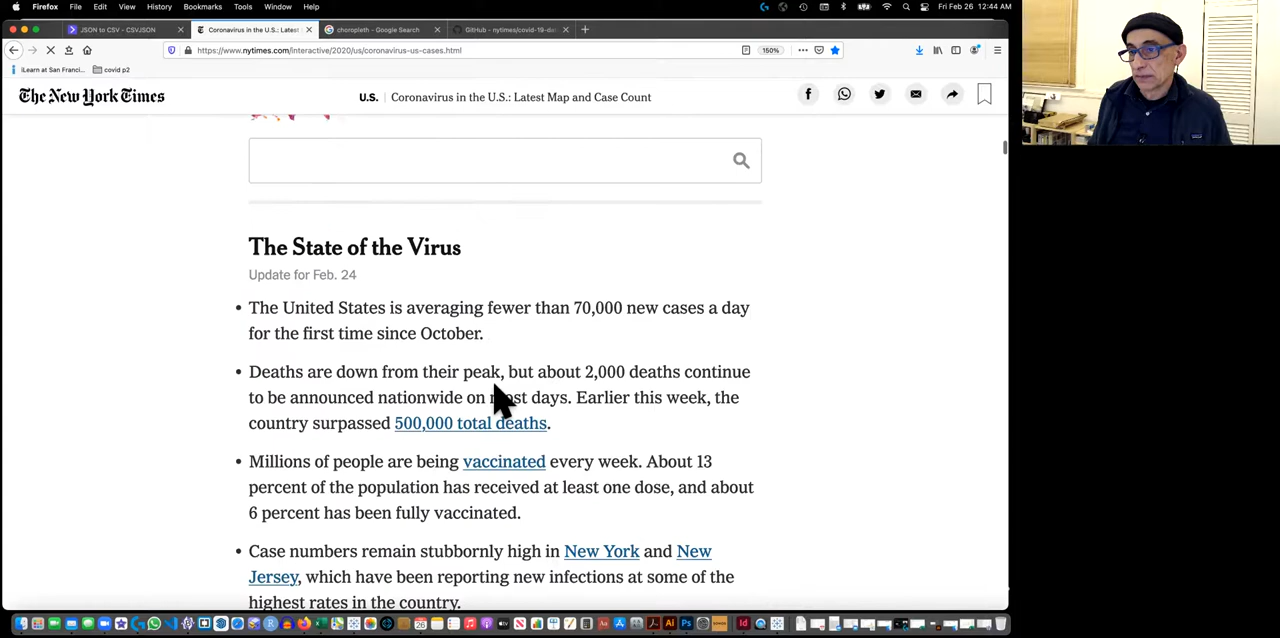 Firefox File Edit View History Bookmarks Tools Window Help Fri Feb 26 12:44 AM
JSON to CSV - CSVJSON Coronavirus in the U.S.: Latest choropleth - Google Search GitHub - nytimes/covid-19-da
https://www.nytimes.com/interactive/2020/us/coronavirus-us-cases.html 150%
iLearn at San Franci... covid p2
The New York Times U.S. Coronavirus in the U.S.: Latest Map and Case Count
The State of the Virus
Update for Feb. 24
• The United States is averaging fewer than 70,000 new cases a day
for the first time since October.
• Deaths are down from their peak, but about 2,000 deaths continue
to be announced nationwide on most days. Earlier this week, the
country surpassed 500,000 total deaths.
• Millions of people are being vaccinated every week. About 13
percent of the population has received at least one dose, and about
6 percent has been fully vaccinated.
• Case numbers remain stubbornly high in New York and New
Jersey, which have been reporting new infections at some of the
highest rates in the country.